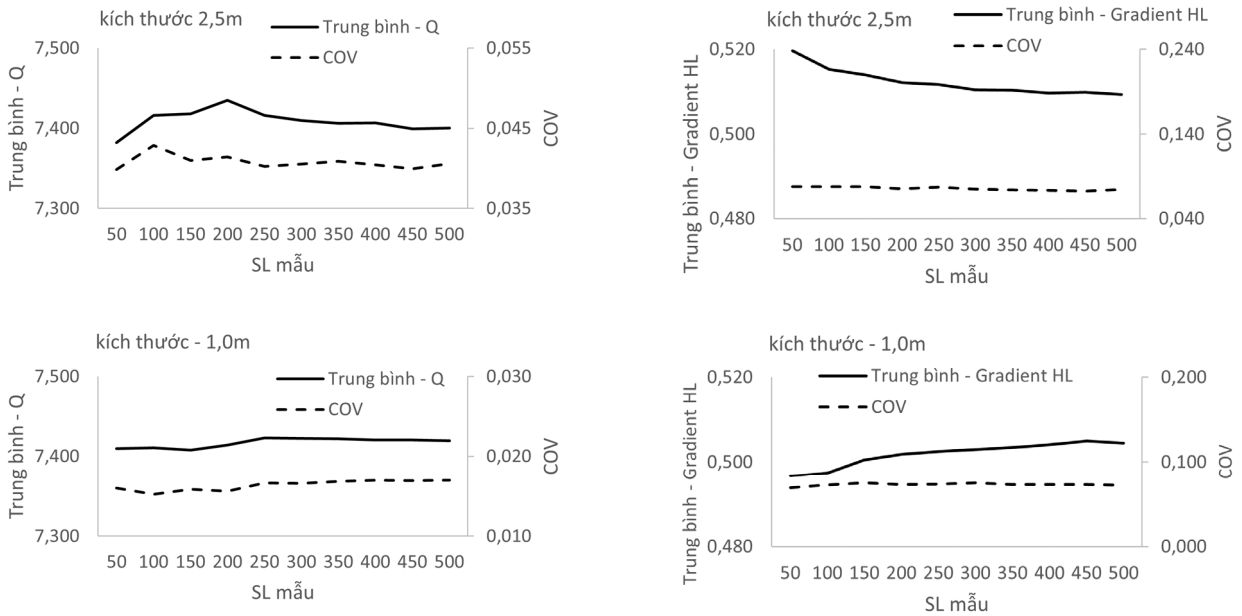 kích thước 2,5m
Trung bình - Q
COV
7,500
7,400
7,300
0,055
0,045
0,035
Trung bình - Q
COV
50 100 150 200 250 300 350 400 450 500
SL mẫu
kích thước 2,5m
Trung bình - Gradient HL
COV
0,520
0,500
0,480
0,240
0,140
0,040
Trung bình - Gradient HL
COV
50 100 150 200 250 300 350 400 450 500
SL mẫu
kích thước - 1,0m
Trung bình - Q
COV
7,500
7,400
7,300
0,030
0,020
0,010
Trung bình - Q
COV
50 100 150 200 250 300 350 400 450 500
SL mẫu
kích thước - 1,0m
Trung bình - Gradient HL
COV
0,520
0,500
0,480
0,200
0,100
0,000
Trung bình - Gradient HL
COV
50 100 150 200 250 300 350 400 450 500
SL mẫu